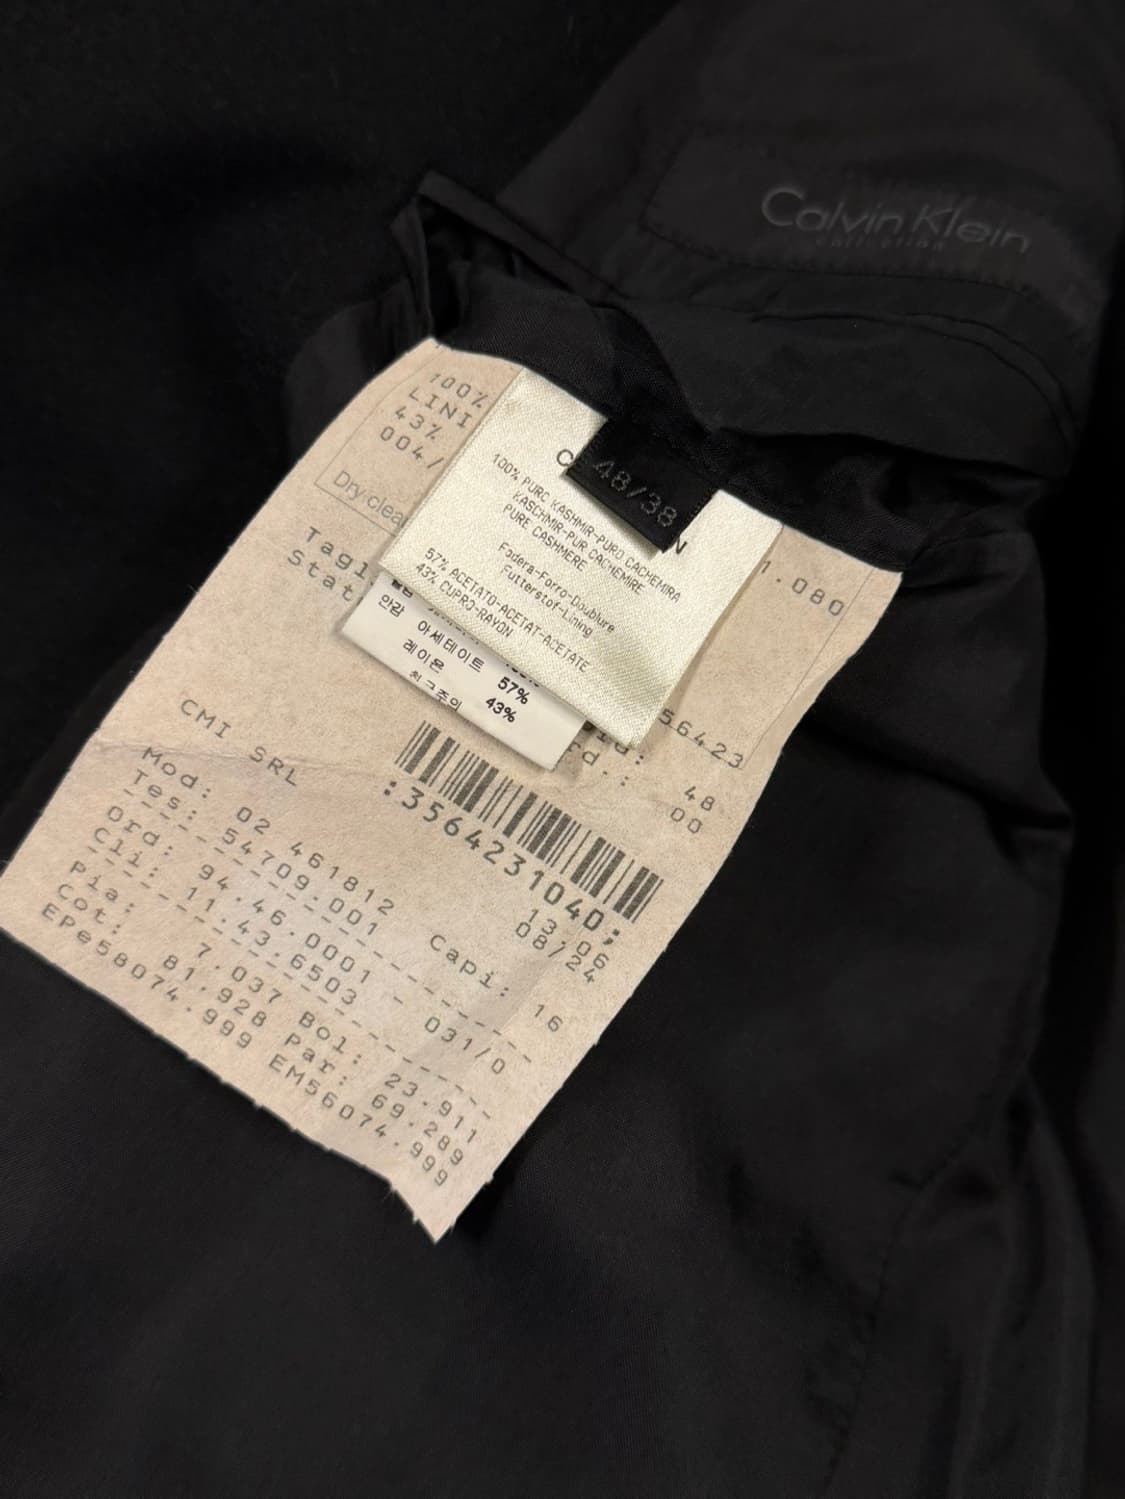 Calvin Klein
collection
48/38
100% PURO KASHMIR-PURO CACHEMIRA
KASCHMIR-PUR CACHEMIRE
PURE CASHMERE
Fodera-Forro-Doublure
Futterstof-Lining
57% ACETATO-ACETAT-ACETATE
43% CUPRO-RAYON
안감 아세테이트 57%
레이온 43%
100%
LINI
43%
004/
1.080
Dry clea
Tagl
Stat
56423
48
00
CMI SRL
:3564231040;
13.06
08/24
Mod: 02 461812
Tes: 54709.001 Capi: 16
Ord: 94.46.0001 - 031/0
Cli: 11.43.6503
Pia: 7.037 Bol: 23.911
Cot: 81.928 Par: 69.289
EPe58074.999 EM56074.999